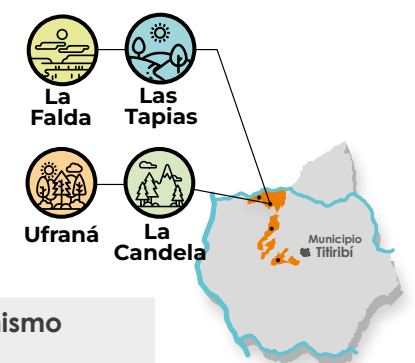 La
Falda
Las
Tapias
Ufraná
La
Candela
Municipio
Titiribí
ismo